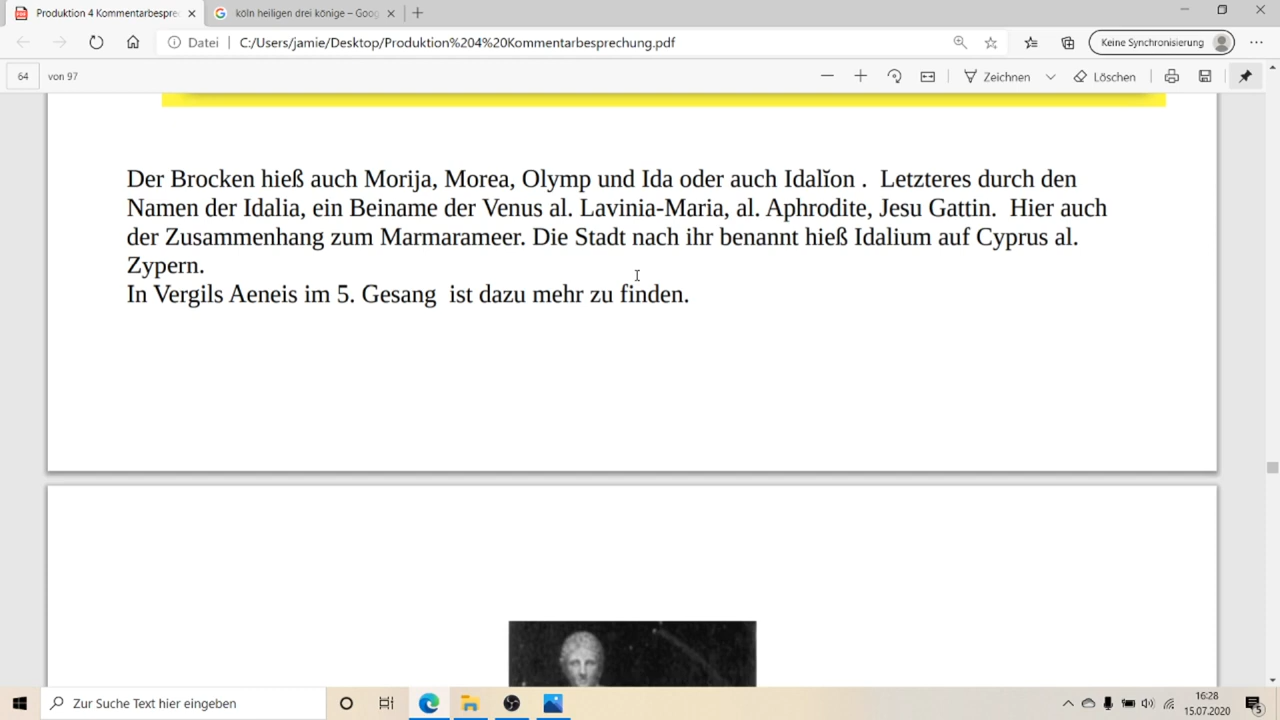 Produktion 4 Kommentarbespre
köln heiligen drei könige – Goog
Datei
C:/Users/jamie/Desktop/Produktion%204%20Kommentarbesprechung.pdf
Keine Synchronisierung
64 von 97
Zeichnen
Löschen
Der Brocken hieß auch Morija, Morea, Olymp und Ida oder auch Idalĭon . Letzteres durch den
Namen der Idalia, ein Beiname der Venus al. Lavinia-Maria, al. Aphrodite, Jesu Gattin. Hier auch
der Zusammenhang zum Marmarameer. Die Stadt nach ihr benannt hieß Idalium auf Cyprus al.
Zypern.
In Vergils Aeneis im 5. Gesang ist dazu mehr zu finden.
Zur Suche Text hier eingeben
16:28
15.07.2020
5